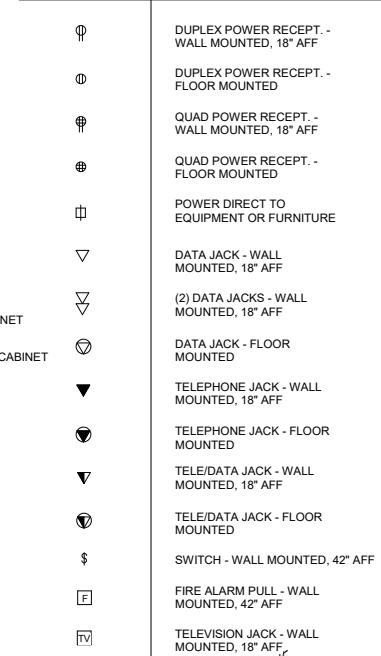 DUPLEX POWER RECEPT. -
WALL MOUNTED, 18" AFF
DUPLEX POWER RECEPT. -
FLOOR MOUNTED
QUAD POWER RECEPT. -
WALL MOUNTED, 18" AFF
QUAD POWER RECEPT. -
FLOOR MOUNTED
POWER DIRECT TO
EQUIPMENT OR FURNITURE
DATA JACK - WALL
MOUNTED, 18" AFF
(2) DATA JACKS - WALL
MOUNTED, 18" AFF
NET
CABINET
DATA JACK - FLOOR
MOUNTED
TELEPHONE JACK - WALL
MOUNTED, 18" AFF
TELEPHONE JACK - FLOOR
MOUNTED
TELE/DATA JACK - WALL
MOUNTED, 18" AFF
TELE/DATA JACK - FLOOR
MOUNTED
$ SWITCH - WALL MOUNTED, 42" AFF
F FIRE ALARM PULL - WALL
MOUNTED, 42" AFF
TV TELEVISION JACK - WALL
MOUNTED, 18" AFF